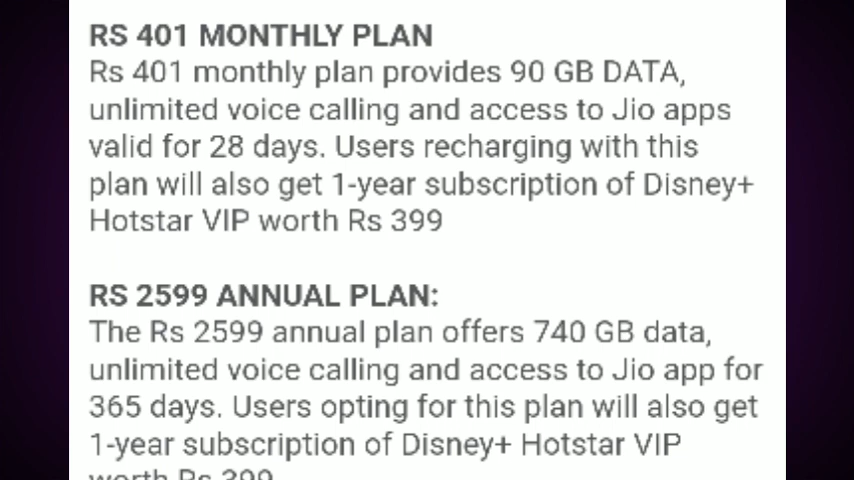 RS 401 MONTHLY PLAN
Rs 401 monthly plan provides 90 GB DATA,
unlimited voice calling and access to Jio apps
valid for 28 days. Users recharging with this
plan will also get 1-year subscription of Disney+
Hotstar VIP worth Rs 399
RS 2599 ANNUAL PLAN:
The Rs 2599 annual plan offers 740 GB data,
unlimited voice calling and access to Jio app for
365 days. Users opting for this plan will also get
1-year subscription of Disney+ Hotstar VIP
worth Rs 399